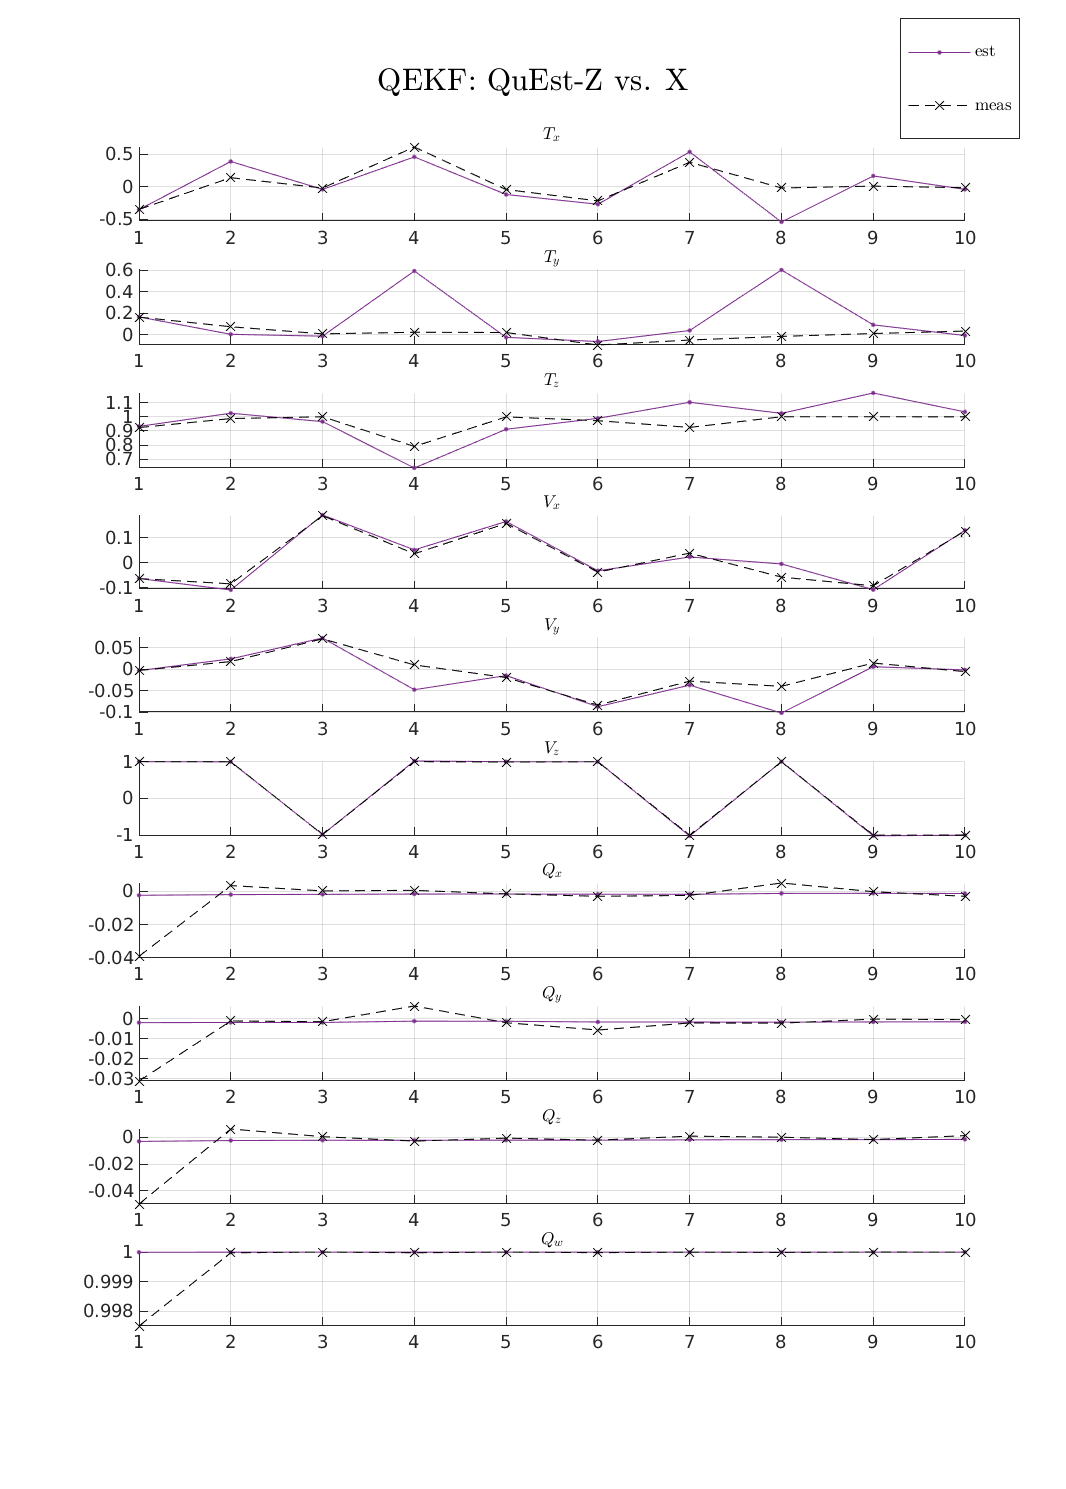 est
QEKF: QuEst-Z vs. X
meas
T_x
0.5
0
-0.5
1 2 3 4 5 6 7 8 9 10
T_y
0.6
0.4
0.2
0
1 2 3 4 5 6 7 8 9 10
T_z
1.1
1
0.9
0.8
0.7
1 2 3 4 5 6 7 8 9 10
V_x
0.1
0
-0.1
1 2 3 4 5 6 7 8 9 10
V_y
0.05
0
-0.05
-0.1
1 2 3 4 5 6 7 8 9 10
V_z
1
0
-1
1 2 3 4 5 6 7 8 9 10
Q_x
0
-0.02
-0.04
1 2 3 4 5 6 7 8 9 10
Q_y
0
-0.01
-0.02
-0.03
1 2 3 4 5 6 7 8 9 10
Q_z
0
-0.02
-0.04
1 2 3 4 5 6 7 8 9 10
Q_w
1
0.999
0.998
1 2 3 4 5 6 7 8 9 10